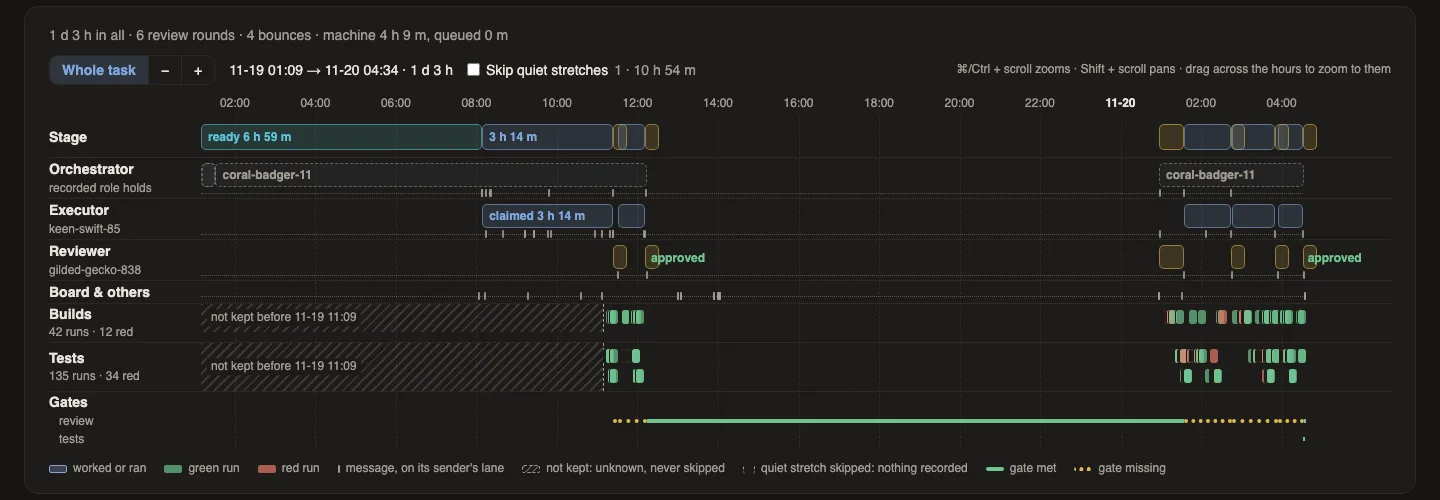 1 d 3 h in all · 6 review rounds · 4 bounces · machine 4 h 9 m, queued 0 m
Whole task − + 11-19 01:09 → 11-20 04:34 · 1 d 3 h Skip quiet stretches 1 · 10 h 54 m ⌘/Ctrl + scroll zooms · Shift + scroll pans · drag across the hours to zoom to them
02:00 04:00 06:00 08:00 10:00 12:00 14:00 16:00 18:00 20:00 22:00 11-20 02:00 04:00
Stage ready 6 h 59 m 3 h 14 m
Orchestrator coral-badger-11 coral-badger-11
recorded role holds
Executor claimed 3 h 14 m
keen-swift-85
Reviewer approved approved
gilded-gecko-838
Board & others
Builds not kept before 11-19 11:09
42 runs · 12 red
Tests not kept before 11-19 11:09
135 runs · 34 red
Gates
review
tests
worked or ran green run red run message, on its sender's lane not kept: unknown, never skipped quiet stretch skipped: nothing recorded gate met gate missing